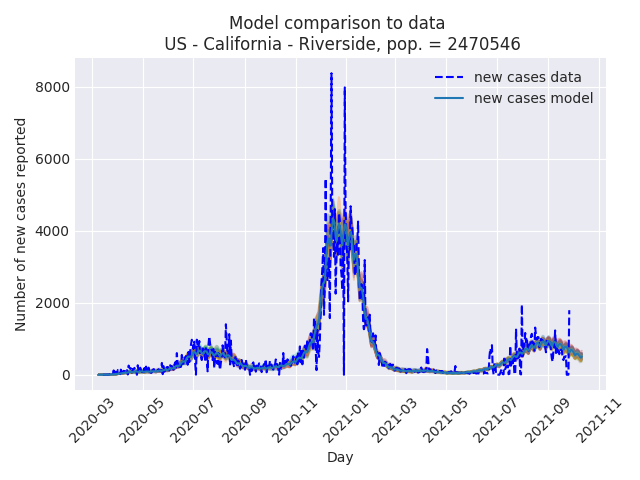 Model comparison to data
US - California - Riverside, pop. = 2470546
new cases data
new cases model
Number of new cases reported
8000
6000
4000
2000
0
2020-03
2020-05
2020-07
2020-09
2020-11
2021-01
2021-03
2021-05
2021-07
2021-09
2021-11
Day